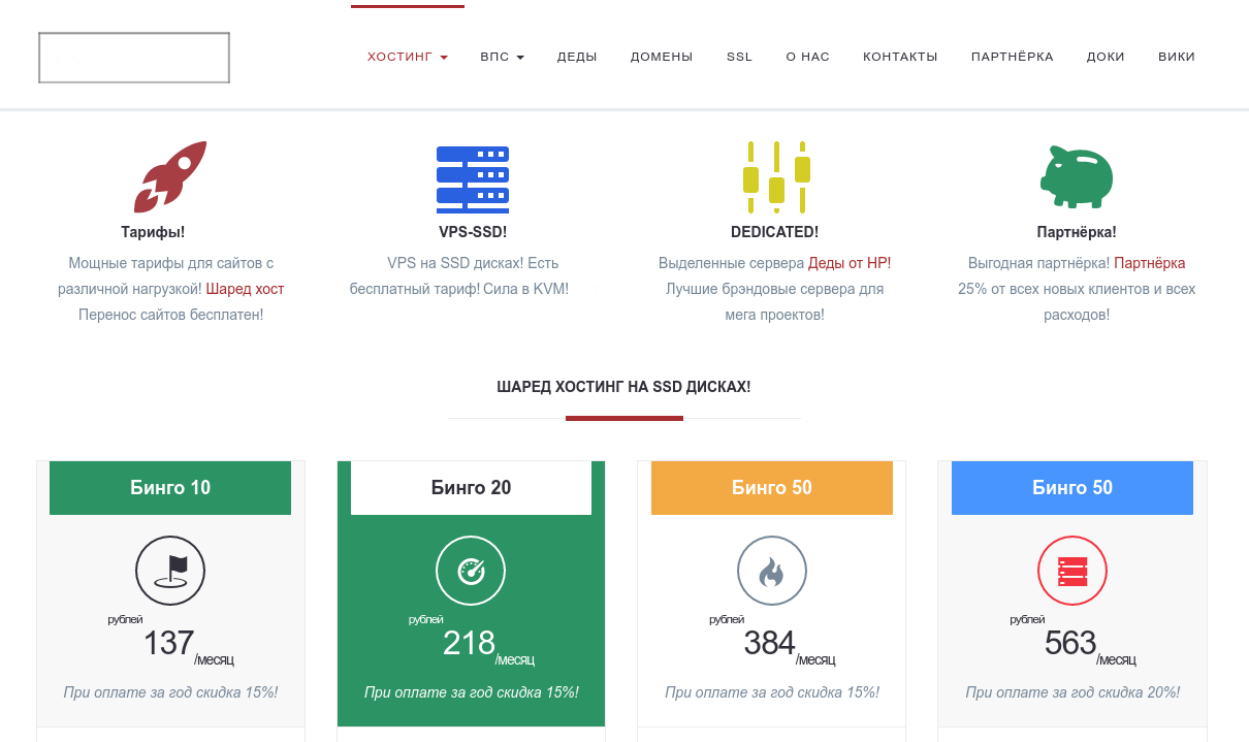 ХОСТИНГ ВПС ДЕДЫ ДОМЕНЫ SSL О НАС КОНТАКТЫ ПАРТНЁРКА ДОКИ ВИКИ
Тарифы!
Мощные тарифы для сайтов с
различной нагрузкой! Шаред хост
Перенос сайтов бесплатен!
VPS-SSD!
VPS на SSD дисках! Есть
бесплатный тариф! Сила в KVM!
DEDICATED!
Выделенные сервера Деды от HP!
Лучшие брэндовые сервера для
мега проектов!
Партнёрка!
Выгодная партнёрка! Партнёрка
25% от всех новых клиентов и всех
расходов!
ШАРЕД ХОСТИНГ НА SSD ДИСКАХ!
Бинго 10
рублей
137/месяц
При оплате за год скидка 15%!
Бинго 20
рублей
218/месяц
При оплате за год скидка 15%!
Бинго 50
рублей
384/месяц
При оплате за год скидка 15%!
Бинго 50
рублей
563/месяц
При оплате за год скидка 20%!